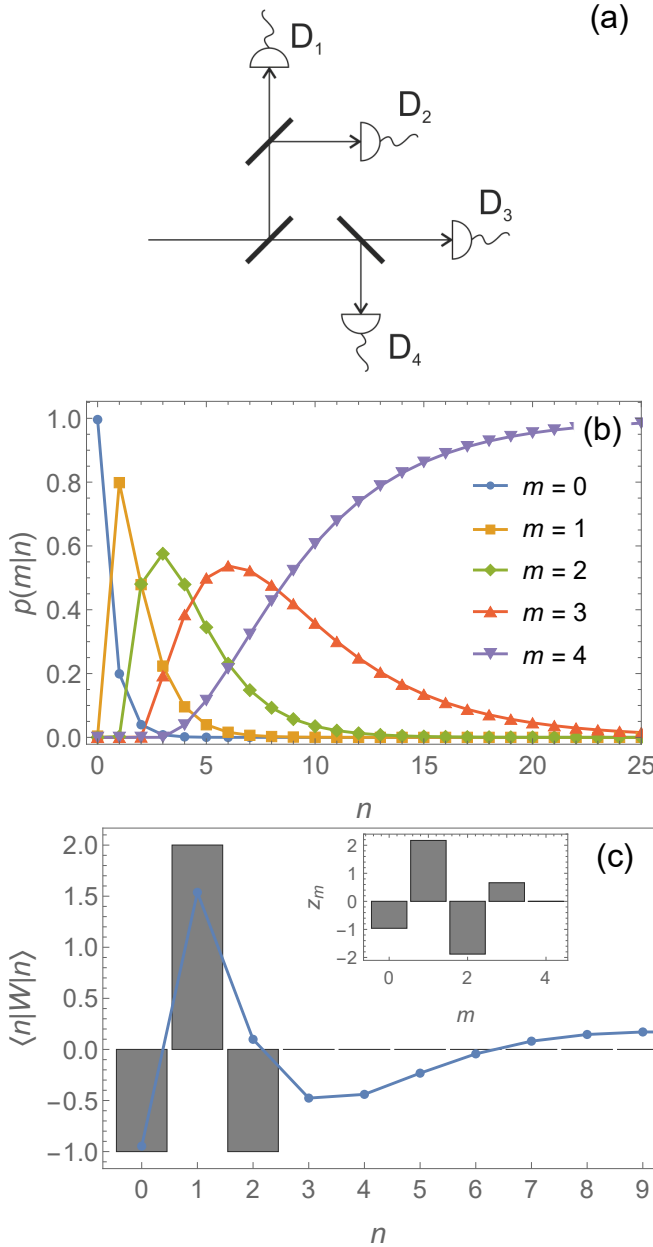 (a)
D₁
D₂
D₃
D₄
(b)
p(m|n)
1.0
0.8
0.6
0.4
0.2
0.0
m = 0
m = 1
m = 2
m = 3
m = 4
0 5 10 15 20 25
n
(c)
⟨n|W|n⟩
2.0
1.5
1.0
0.5
0.0
-0.5
-1.0
z_m
2
1
0
-1
-2
0 2 4
m
0 1 2 3 4 5 6 7 8 9
n